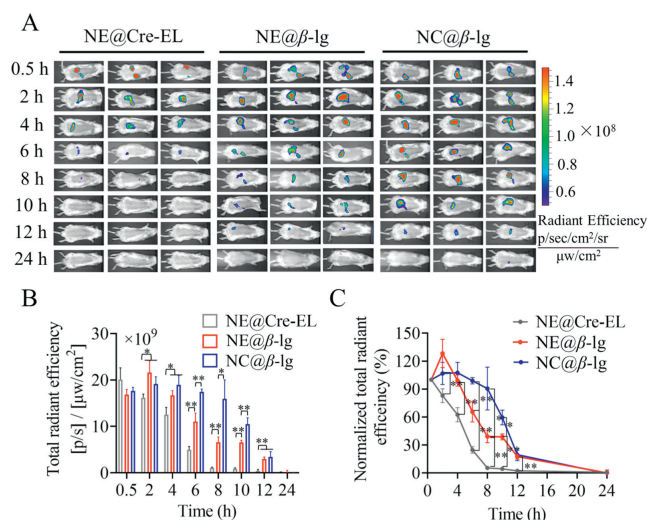 A
NE@Cre-EL NE@β-lg NC@β-lg
0.5 h
2 h
4 h
6 h
8 h
10 h
12 h
24 h
1.4
1.2
1.0
0.8
0.6
×10⁸
Radiant Efficiency
p/sec/cm²/sr
μw/cm²
B
×10⁹
NE@Cre-EL
NE@β-lg
NC@β-lg
Total radiant efficiency
[p/s] / [μw/cm²]
40
30
20
10
0
* * ** ** ** * ** ** **
0.5 2 4 6 8 10 12 24
Time (h)
C
NE@Cre-EL
NE@β-lg
NC@β-lg
Normalized total radiant
efficeincy (%)
150
120
90
60
30
0
** ** ** ** ** * ** * **
0 4 8 12 16 20 24
Time (h)